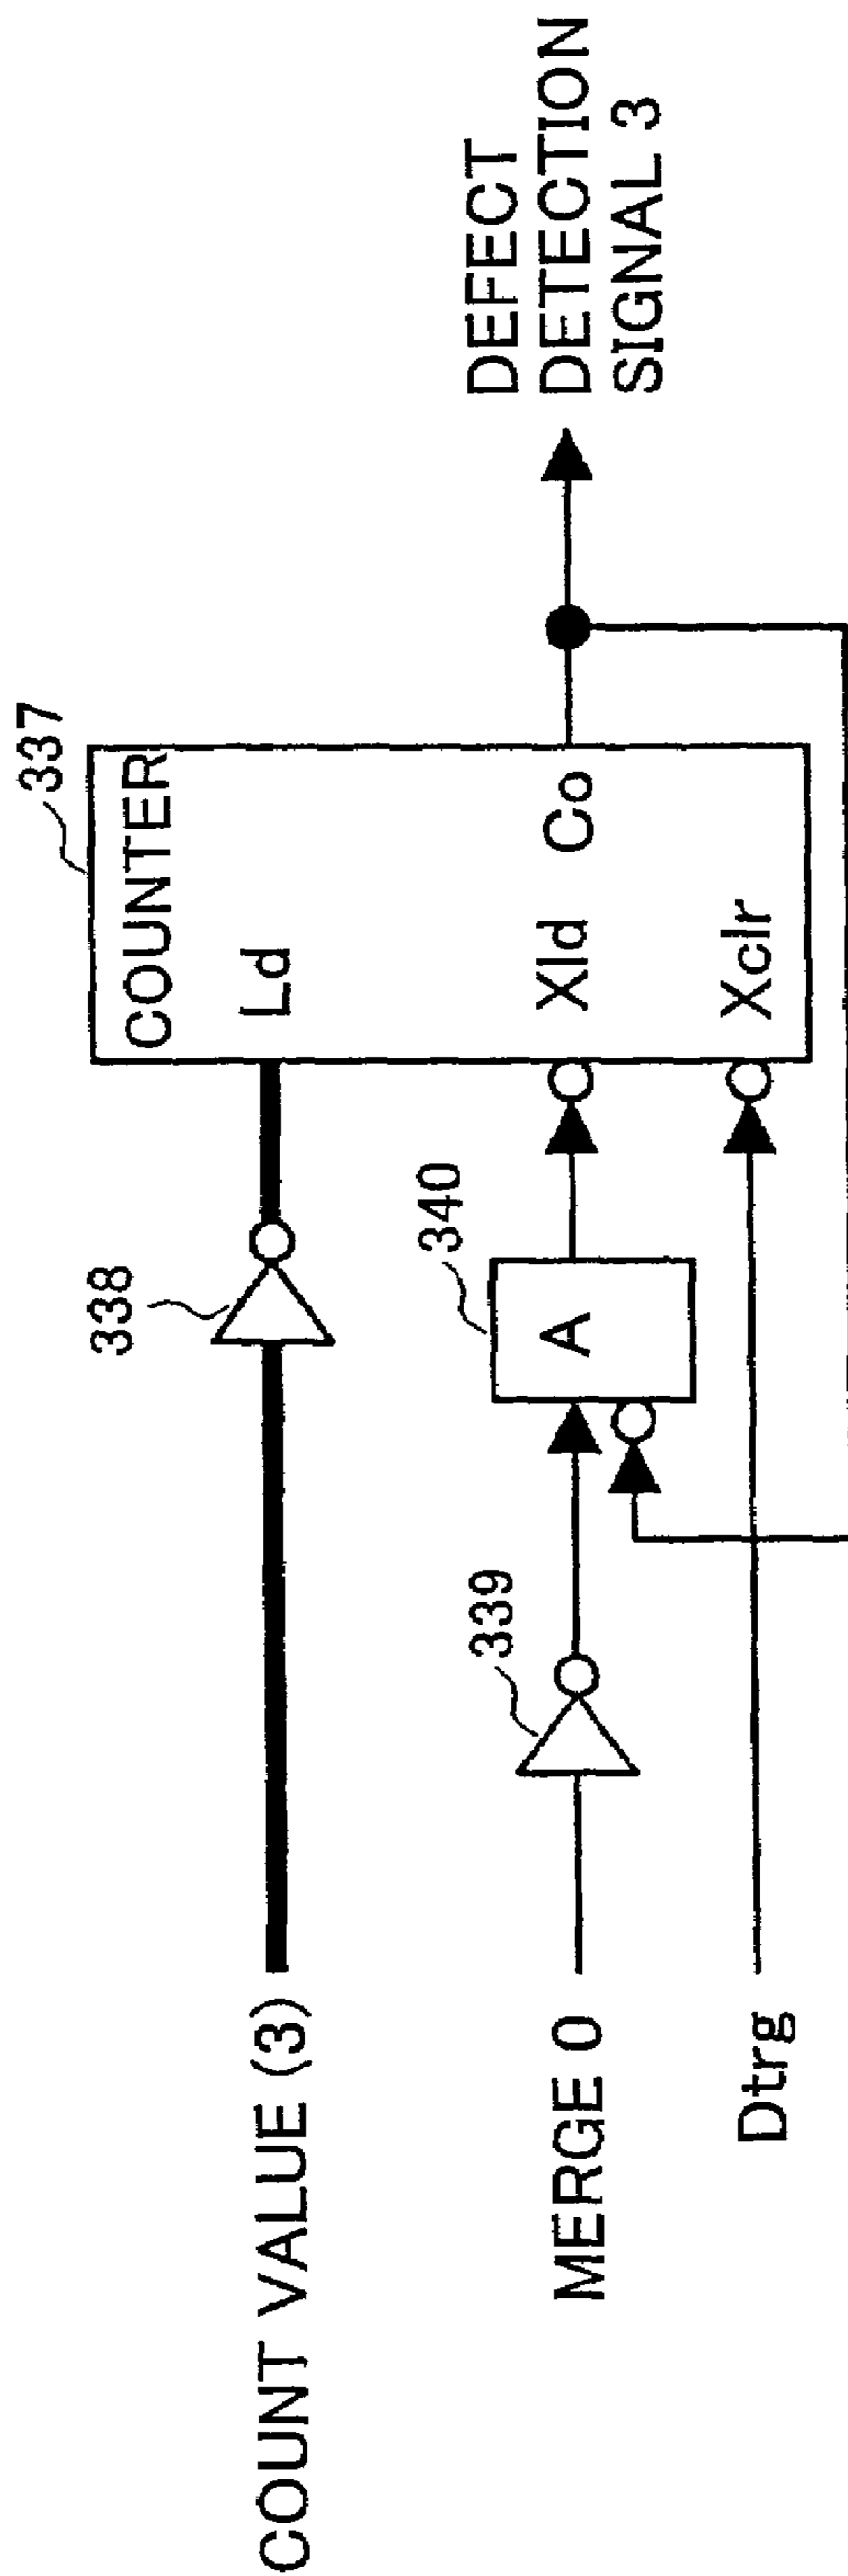 COUNT VALUE (3)
338
337
COUNTER
Ld
MERGE 0
339
340
A
Xld
Co
DEFECT
DETECTION
SIGNAL 3
Dtrg
Xclr